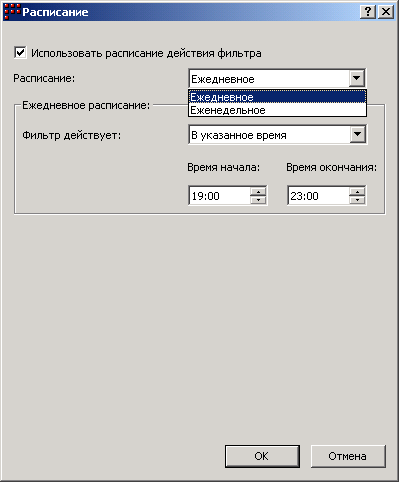 Расписание
Использовать расписание действия фильтра
Расписание: Ежедневное
Ежедневное
Еженедельное
Ежедневное расписание:
Фильтр действует: В указанное время
Время начала: Время окончания:
19:00 23:00
OK Отмена